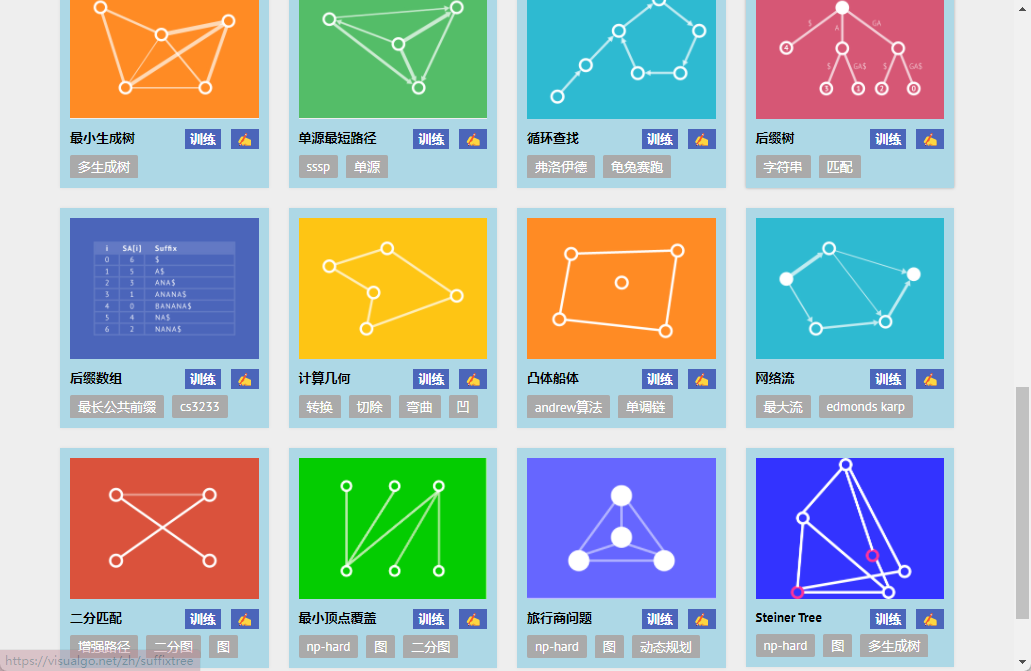 $ A GA
4 $ GA$ $ GA$
3 1 2 0
最小生成树 训练 ✍
多生成树
单源最短路径 训练 ✍
sssp 单源
循环查找 训练 ✍
弗洛伊德 龟兔赛跑
后缀树 训练 ✍
字符串 匹配
i SA[i] Suffix
0 6 $
1 5 A$
2 3 ANA$
3 1 ANANA$
4 0 BANANA$
5 4 NA$
6 2 NANA$
后缀数组 训练 ✍
最长公共前缀 cs3233
计算几何 训练 ✍
转换 切除 弯曲 凹
凸体船体 训练 ✍
andrew算法 单调链
网络流 训练 ✍
最大流 edmonds karp
二分匹配 训练 ✍
增强路径 二分图 图
最小顶点覆盖 训练 ✍
np-hard 图 二分图
旅行商问题 训练 ✍
np-hard 图 动态规划
Steiner Tree 训练 ✍
np-hard 图 多生成树
https://visualgo.net/zh/suffixtree